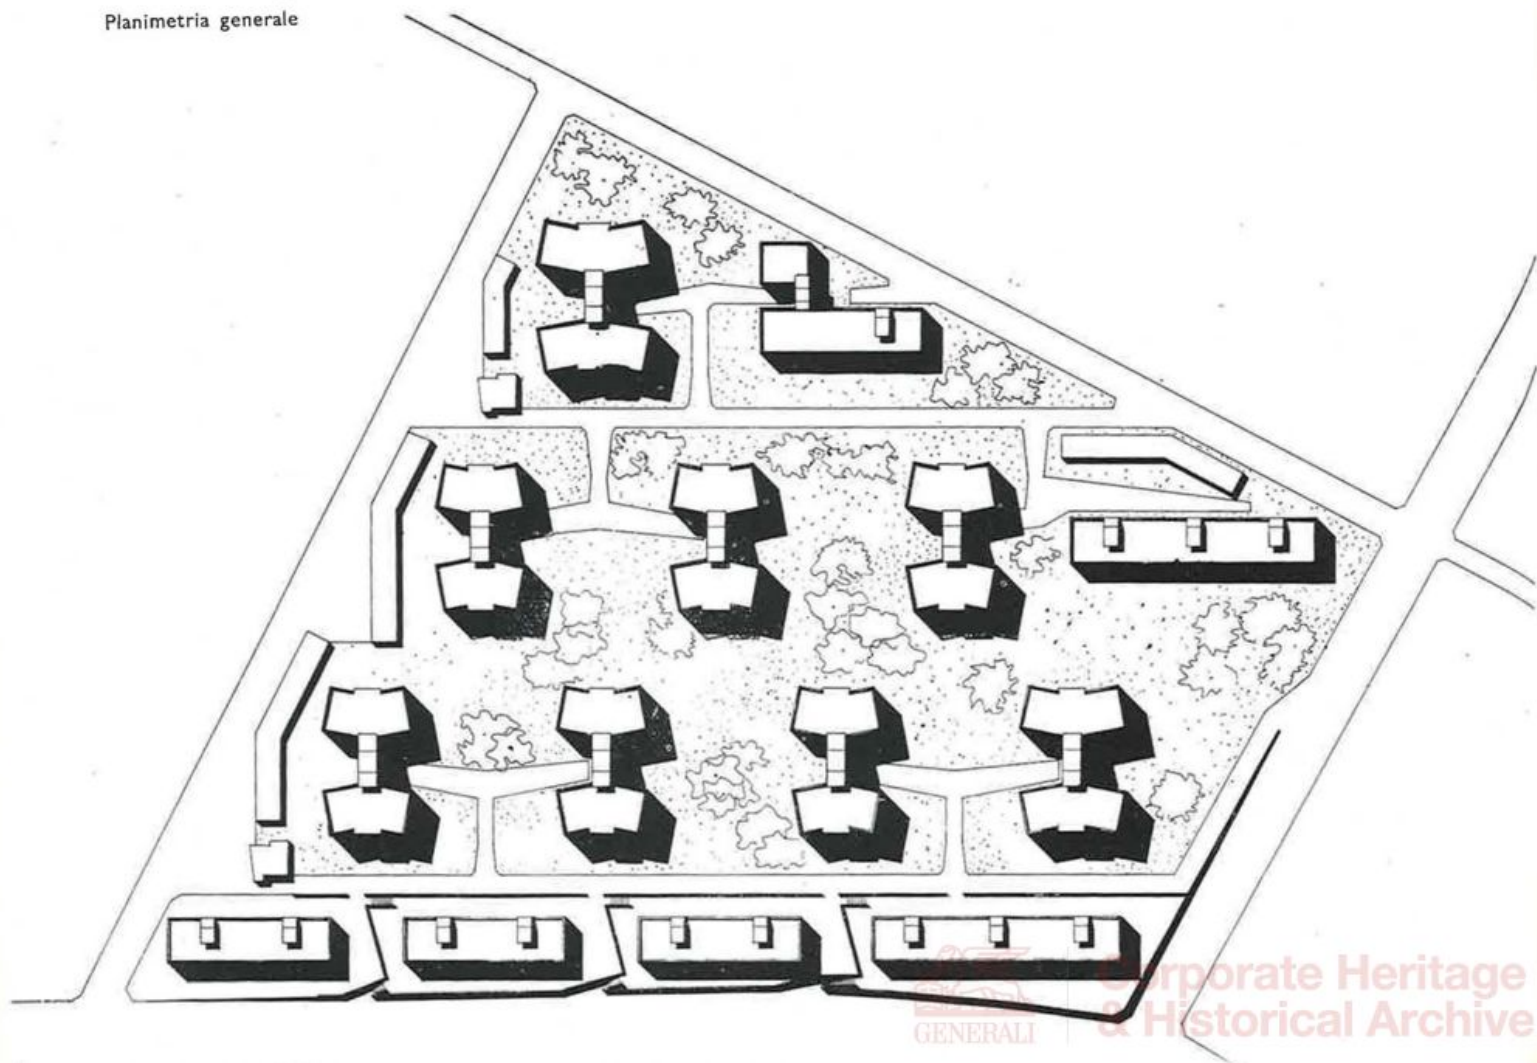 Planimetria generale
GENERALI
Corporate Heritage
& Historical Archive